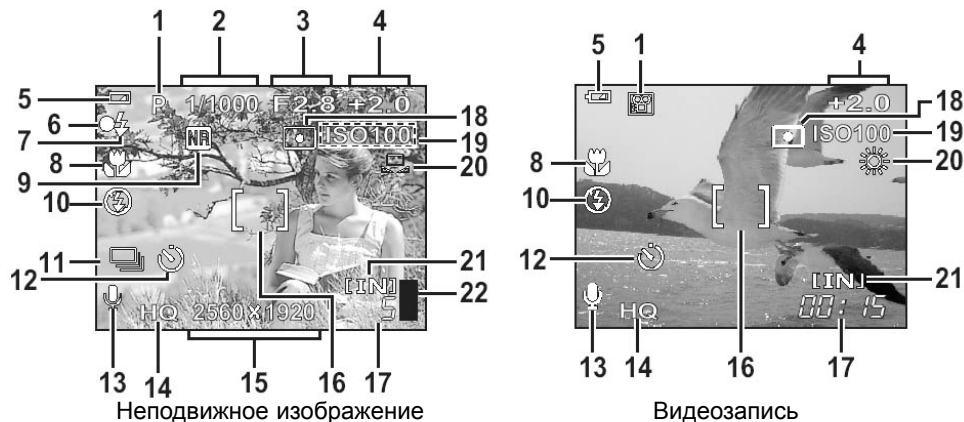 1 2 3 4
5 6 7 8 9 10 11 12
P 1/1000 F2.8 +2.0
NR ISO100
[IN]
5
HQ 2560×1920
18 19 20 21 22
13 14 15 16 17
Неподвижное изображение
5 1 4
8 10 12
+2.0
ISO100
[IN]
HQ 00:15
18 19 20 21
13 14 16 17
Видеозапись